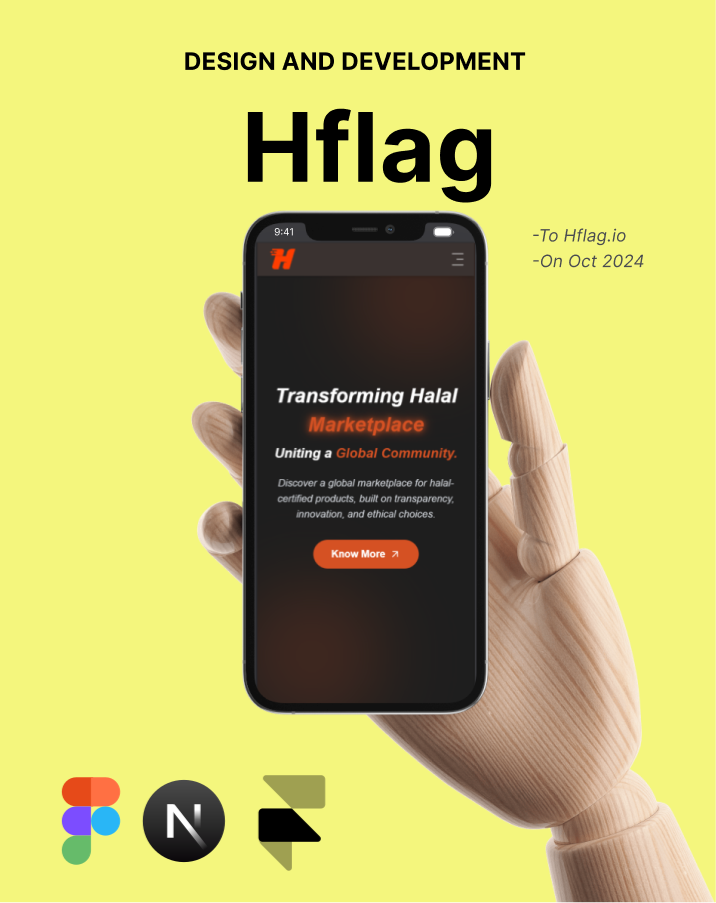 DESIGN AND DEVELOPMENT
Hflag
-To Hflag.io
-On Oct 2024
9:41
H
Transforming Halal
Marketplace
Uniting a Global Community.
Discover a global marketplace for halal-
certified products, built on transparency,
innovation, and ethical choices.
Know More
N